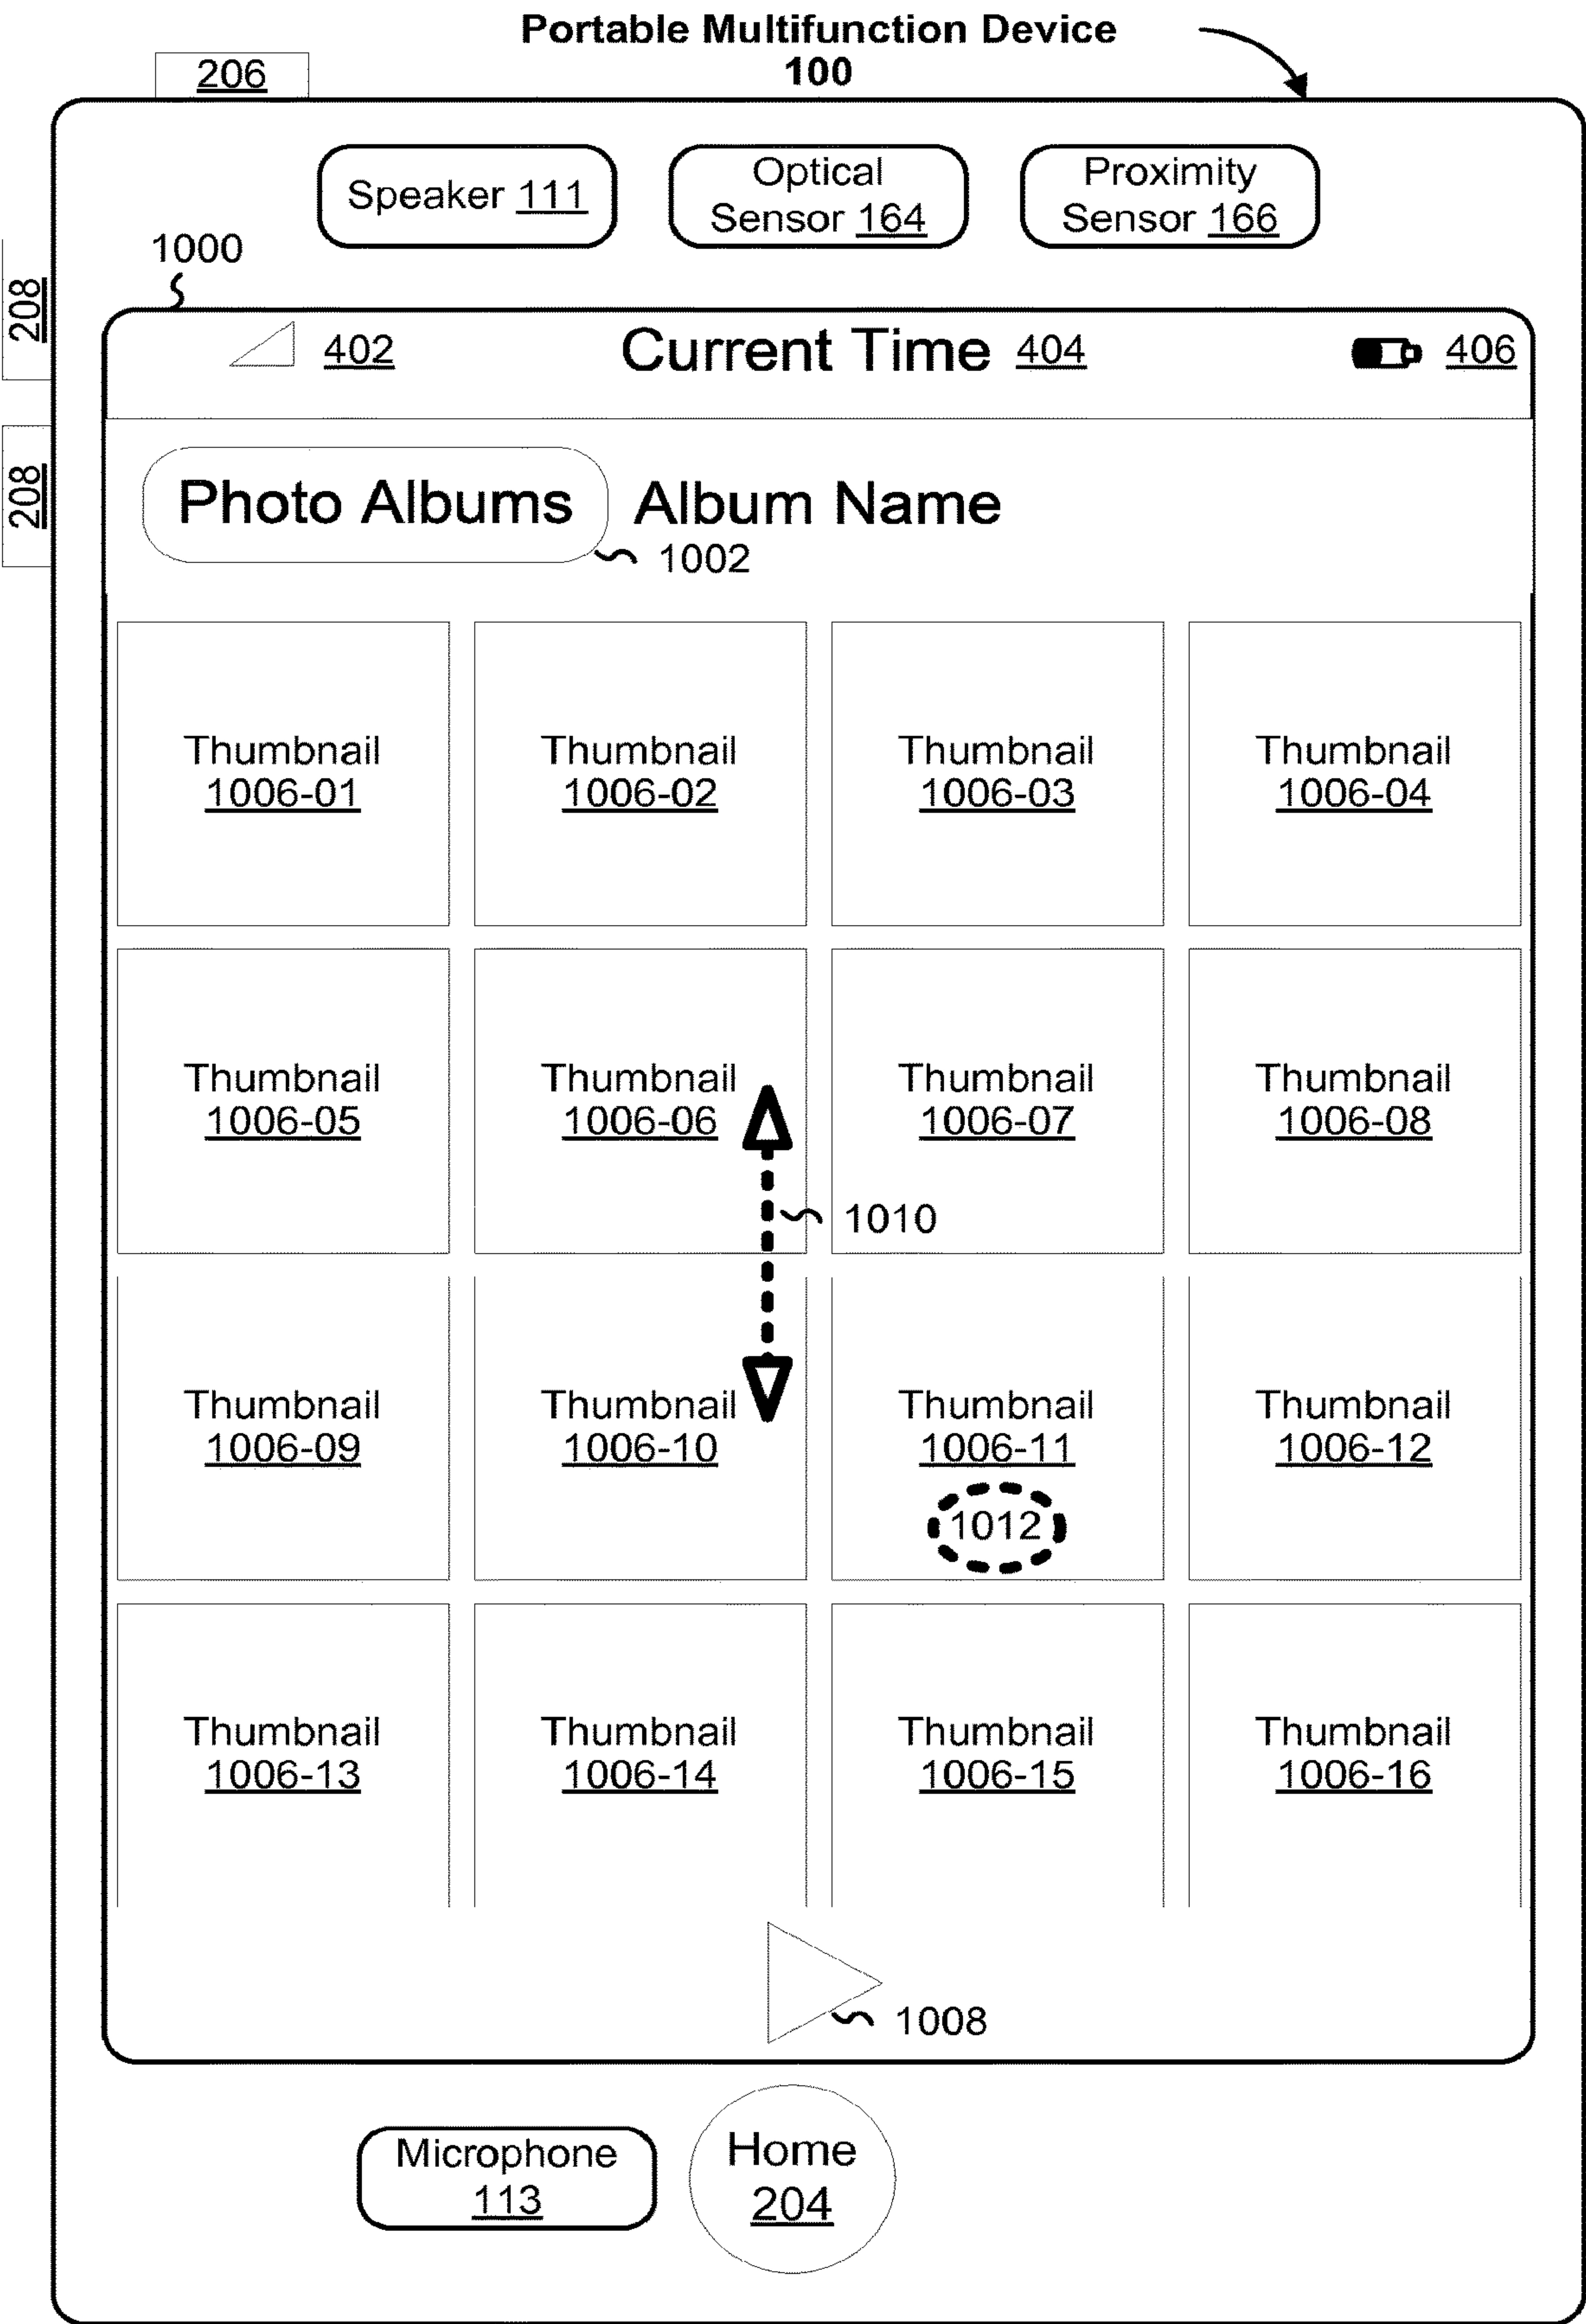 Portable Multifunction Device
100
206
Speaker 111
Optical
Sensor 164
Proximity
Sensor 166
1000
208
402
Current Time 404
406
208
Photo Albums
Album Name
1002
Thumbnail
1006-01
Thumbnail
1006-02
Thumbnail
1006-03
Thumbnail
1006-04
Thumbnail
1006-05
Thumbnail
1006-06
Thumbnail
1006-07
Thumbnail
1006-08
1010
Thumbnail
1006-09
Thumbnail
1006-10
Thumbnail
1006-11
1012
Thumbnail
1006-12
Thumbnail
1006-13
Thumbnail
1006-14
Thumbnail
1006-15
Thumbnail
1006-16
1008
Microphone
113
Home
204